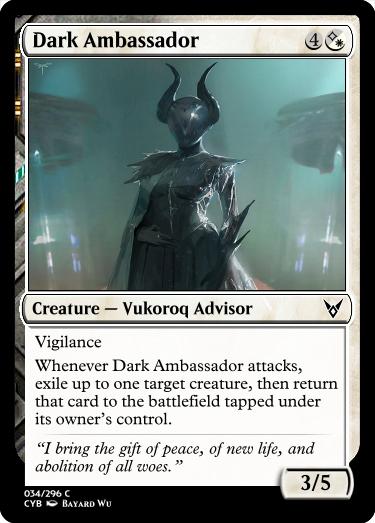 Dark Ambassador
4
Creature — Vukoroq Advisor
Vigilance
Whenever Dark Ambassador attacks,
exile up to one target creature, then return
that card to the battlefield tapped under
its owner's control.
“I bring the gift of peace, of new life, and
abolition of all woes.”
3/5
034/296 C
CYB Bayard Wu